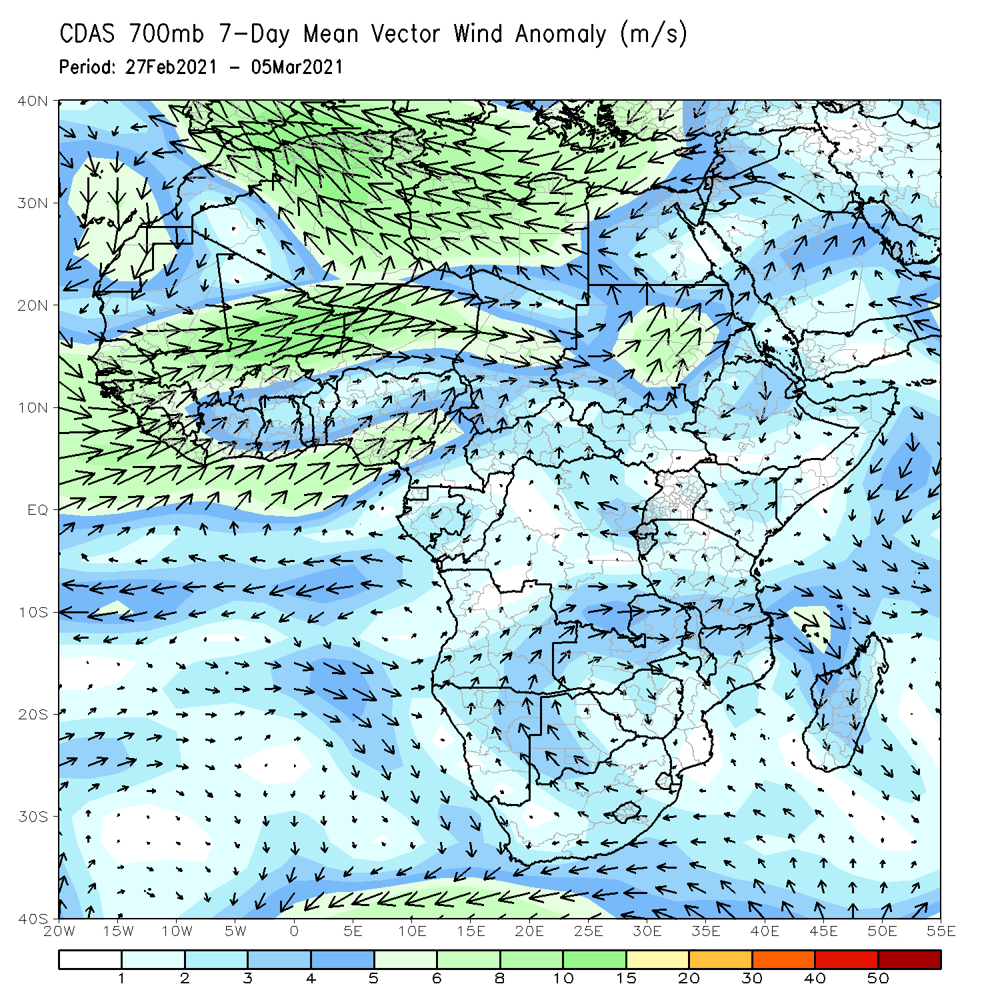 CDAS 700mb 7-Day Mean Vector Wind Anomaly (m/s)
Period: 27Feb2021 - 05Mar2021
40N
30N
20N
10N
EQ
10S
20S
30S
40S
20W 15W 10W 5W 0 5E 10E 15E 20E 25E 30E 35E 40E 45E 50E 55E
1 2 3 4 5 6 8 10 15 20 30 40 50